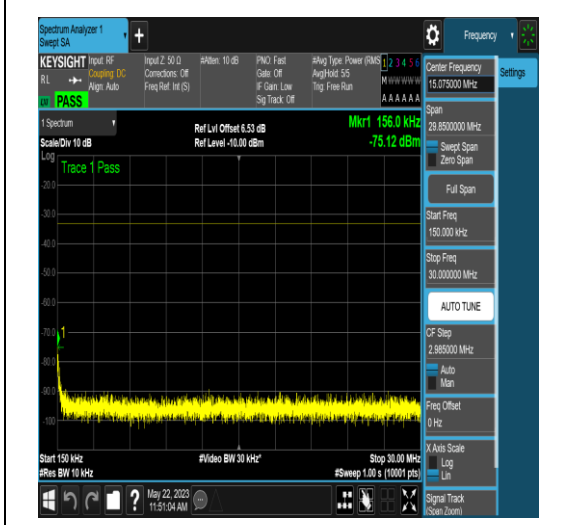 Spectrum Analyzer 1
Swept SA
+
Frequency
KEYSIGHT
RL
PASS
Input: RF
Coupling: DC
Align: Auto
Input Z: 50 Ω
Corrections: Off
Freq Ref: Int (S)
#Atten: 10 dB
PNO: Fast
Gate: Off
IF Gain: Low
Sig Track: Off
#Avg Type: Power (RMS
Avg|Hold: 5/5
Trig: Free Run
1 2 3 4 5 6
M W W W W W
A A A A A A
1 Spectrum
Scale/Div 10 dB
Ref Lvl Offset 6.53 dB
Ref Level -10.00 dBm
Mkr1 156.0 kHz
-75.12 dBm
Log
Trace 1 Pass
-20.0
-30.0
-40.0
-50.0
-60.0
-70.0
-80.0
-90.0
-100
1
Start 150 kHz
#Res BW 10 kHz
#Video BW 30 kHz*
Stop 30.00 MHz
#Sweep 1.00 s (10001 pts)
?
May 22, 2023
11:51:04 AM
Center Frequency
15.075000 MHz
Settings
Span
29.8500000 MHz
Swept Span
Zero Span
Full Span
Start Freq
150.000 kHz
Stop Freq
30.000000 MHz
AUTO TUNE
CF Step
2.985000 MHz
Auto
Man
Freq Offset
0 Hz
X Axis Scale
Log
Lin
Signal Track
(Span Zoom)